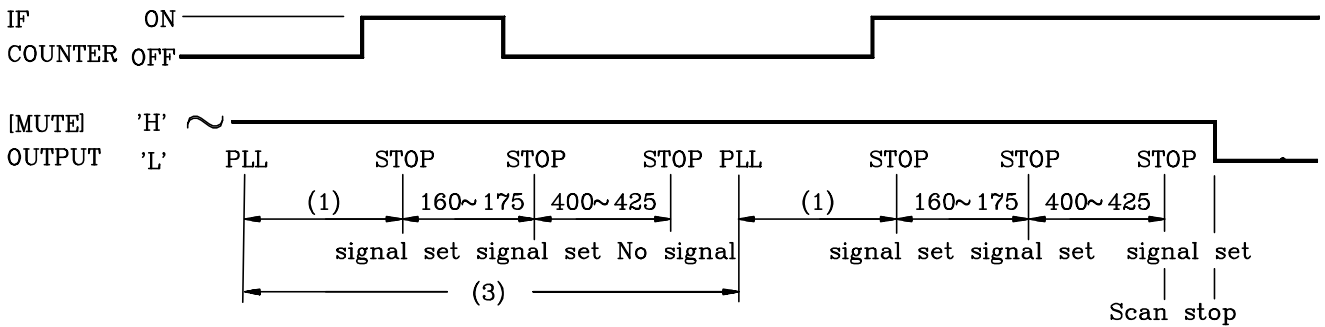 IF ON
COUNTER OFF
[MUTE] 'H'
OUTPUT 'L' PLL STOP STOP STOP PLL STOP STOP STOP
(1) 160~175 400~425 (1) 160~175 400~425
signal set signal set No signal signal set signal set signal set
(3)
Scan stop